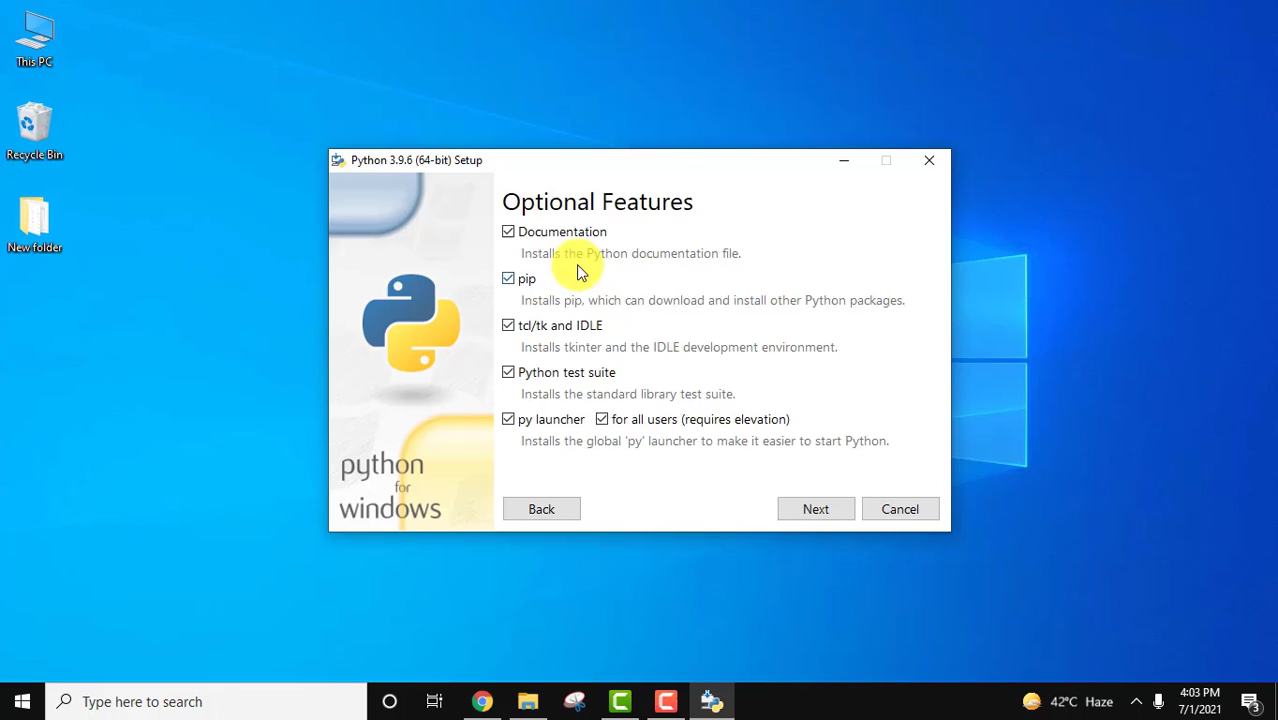 This PC
Recycle Bin
New folder
Python 3.9.6 (64-bit) Setup
Optional Features
Documentation
Installs the Python documentation file.
pip
Installs pip, which can download and install other Python packages.
tcl/tk and IDLE
Installs tkinter and the IDLE development environment.
Python test suite
Installs the standard library test suite.
py launcher for all users (requires elevation)
Installs the global 'py' launcher to make it easier to start Python.
python
for
windows
Back Next Cancel
Type here to search
42°C Haze
4:03 PM
7/1/2021
3